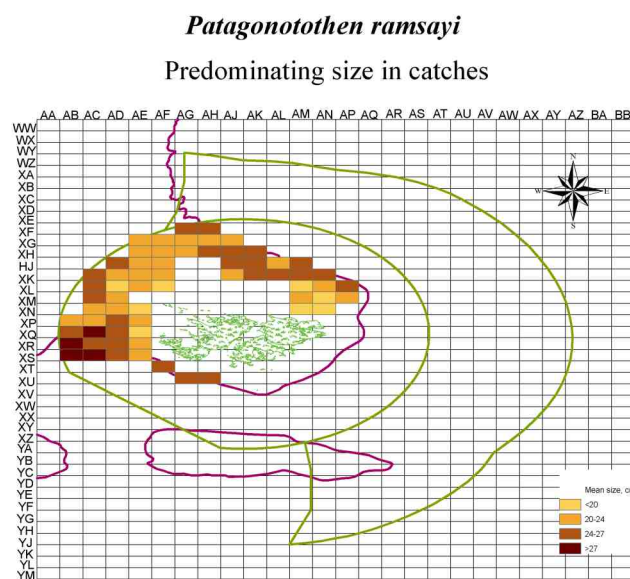 Patagonotothen ramsayi
Predominating size in catches
AA AB AC AD AE AF AG AH AJ AK AL AM AN AP AQ AR AS AT AU AV AW AX AY AZ BA BB
WW
WX
WY
WZ
XA
XB
XC
XD
XE
XF
XG
XH
HJ
XK
XL
XM
XN
XP
XQ
XR
XS
XT
XU
XV
XW
XX
XY
XZ
YA
YB
YC
YD
YE
YF
YG
YH
YJ
YK
YL
YM
N
W E
S
Mean size, c
<20
20-24
24-27
>27